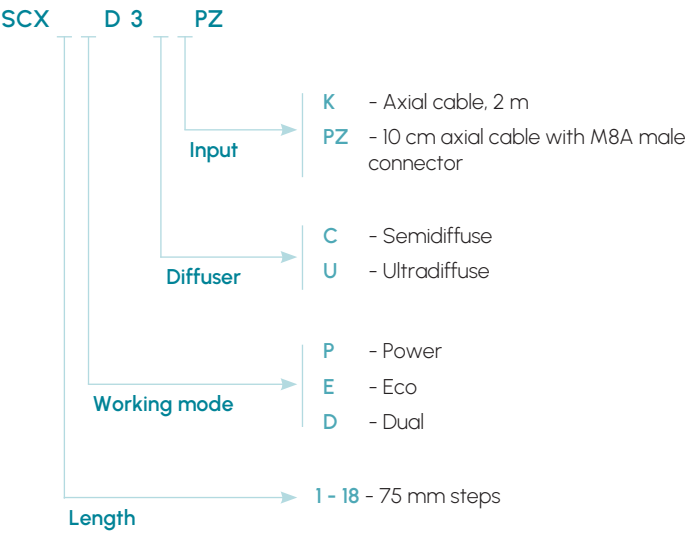 SCX D 3 PZ
K - Axial cable, 2 m
PZ - 10 cm axial cable with M8A male
connector
Input
C - Semidiffuse
U - Ultradiffuse
Diffuser
P - Power
E - Eco
D - Dual
Working mode
1 - 18 - 75 mm steps
Length